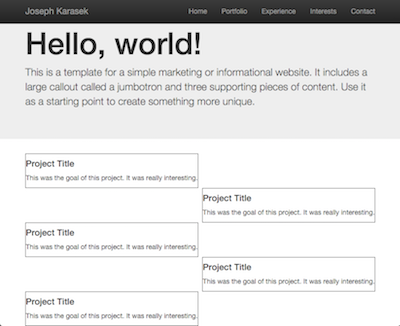 Joseph Karasek Home Portfolio Experience Interests Contact
Hello, world!
This is a template for a simple marketing or informational website. It includes a
large callout called a jumbotron and three supporting pieces of content. Use it
as a starting point to create something more unique.
Project Title
This was the goal of this project. It was really interesting.
Project Title
This was the goal of this project. It was really interesting.
Project Title
This was the goal of this project. It was really interesting.
Project Title
This was the goal of this project. It was really interesting.
Project Title
This was the goal of this project. It was really interesting.